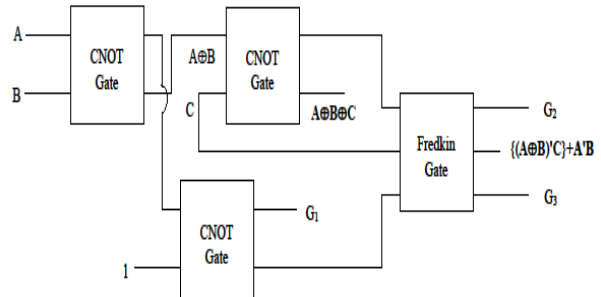 A
CNOT
Gate
B
A⊕B
CNOT
Gate
C
A⊕B⊕C
Fredkin
Gate
G₂
{(A⊕B)'C}+A'B
G₃
CNOT
Gate
G₁
1